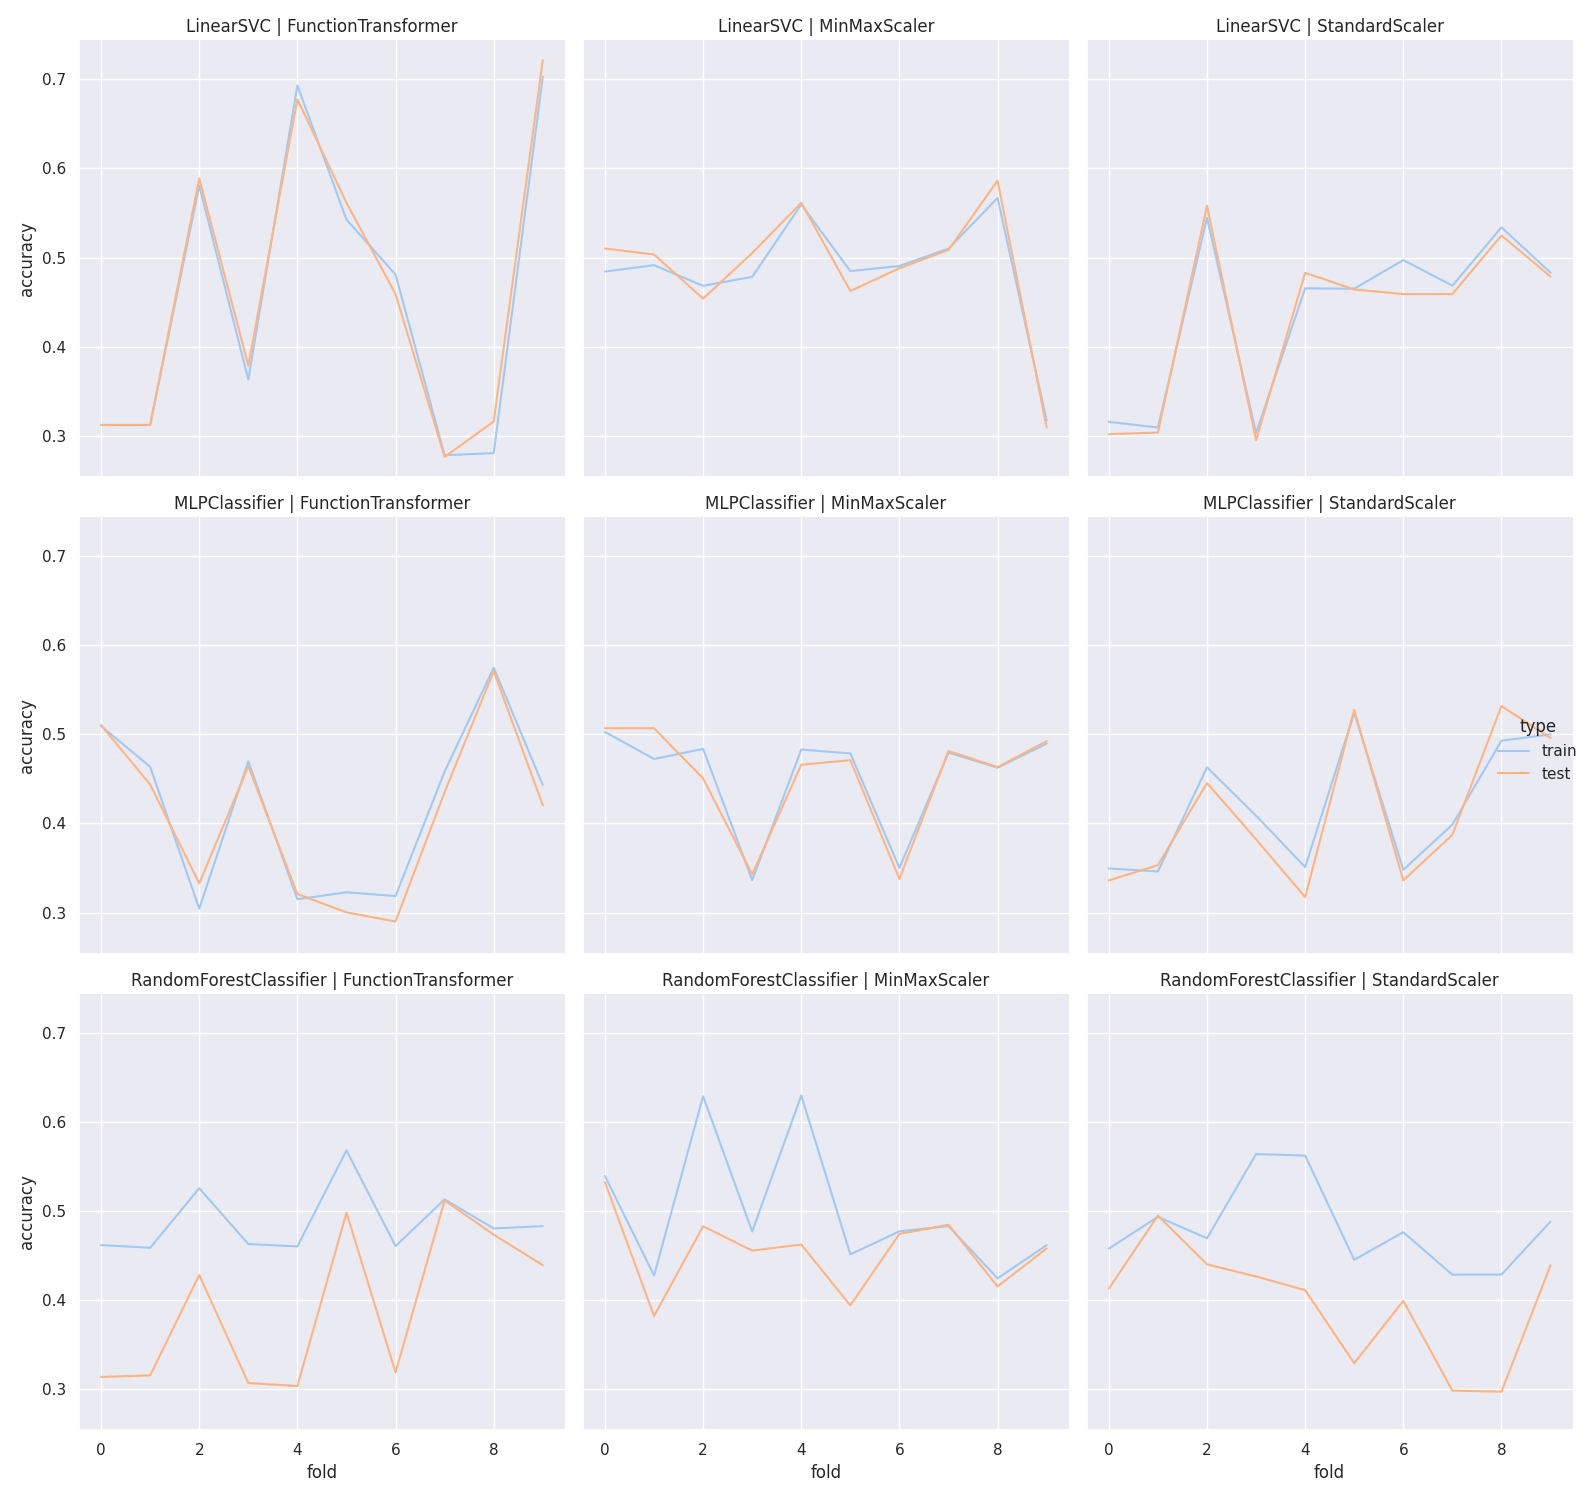 LinearSVC | FunctionTransformer
LinearSVC | MinMaxScaler
LinearSVC | StandardScaler
accuracy
0.7
0.6
0.5
0.4
0.3
MLPClassifier | FunctionTransformer
MLPClassifier | MinMaxScaler
MLPClassifier | StandardScaler
accuracy
0.7
0.6
0.5
0.4
0.3
type
train
test
RandomForestClassifier | FunctionTransformer
RandomForestClassifier | MinMaxScaler
RandomForestClassifier | StandardScaler
accuracy
0.7
0.6
0.5
0.4
0.3
0 2 4 6 8
fold
0 2 4 6 8
fold
0 2 4 6 8
fold